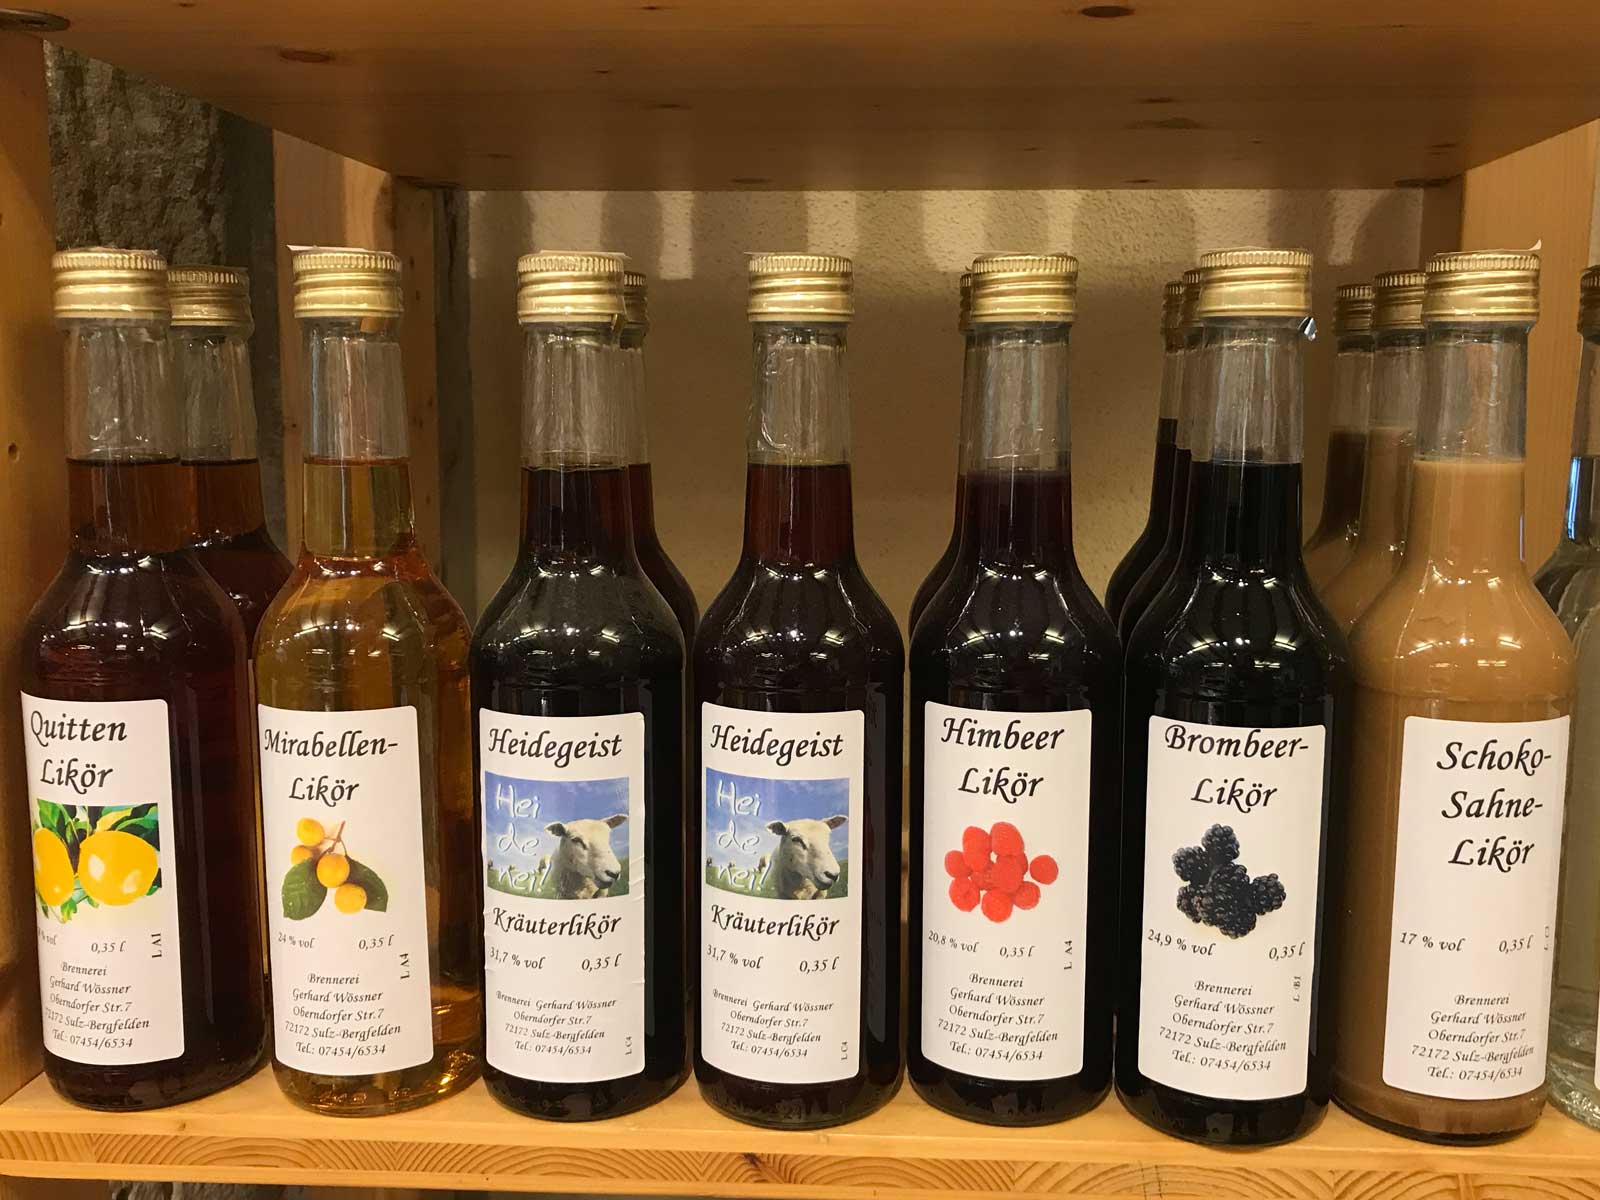 Quitten
Likör
% vol 0,35 l
L A1
Brennerei
Gerhard Wössner
Oberndorfer Str.7
72172 Sulz-Bergfelden
Tel.: 07454/6534
Mirabellen-
Likör
24 % vol 0,35 l
L A4
Brennerei
Gerhard Wössner
Oberndorfer Str.7
72172 Sulz-Bergfelden
Tel.: 07454/6534
Heidegeist
Hei
de
nei!
Kräuterlikör
31,7 % vol 0,35 l
Brennerei Gerhard Wössner
Oberndorfer Str.7
72172 Sulz-Bergfelden
Tel.: 07454/6534
L C4
Heidegeist
Hei
de
nei!
Kräuterlikör
31,7 % vol 0,35 l
Brennerei Gerhard Wössner
Oberndorfer Str.7
72172 Sulz-Bergfelden
Tel.: 07454/6534
L C4
Himbeer
Likör
20,8 % vol 0,35 l
L A4
Brennerei
Gerhard Wössner
Oberndorfer Str.7
72172 Sulz-Bergfelden
Tel.: 07454/6534
Brombeer-
Likör
24,9 % vol 0,35 l
L B1
Brennerei
Gerhard Wössner
Oberndorfer Str.7
72172 Sulz-Bergfelden
Tel.: 07454/6534
Schoko-
Sahne-
Likör
17 % vol 0,35 l
Brennerei
Gerhard Wössner
Oberndorfer Str.7
72172 Sulz-Bergfelden
Tel.: 07454/6534